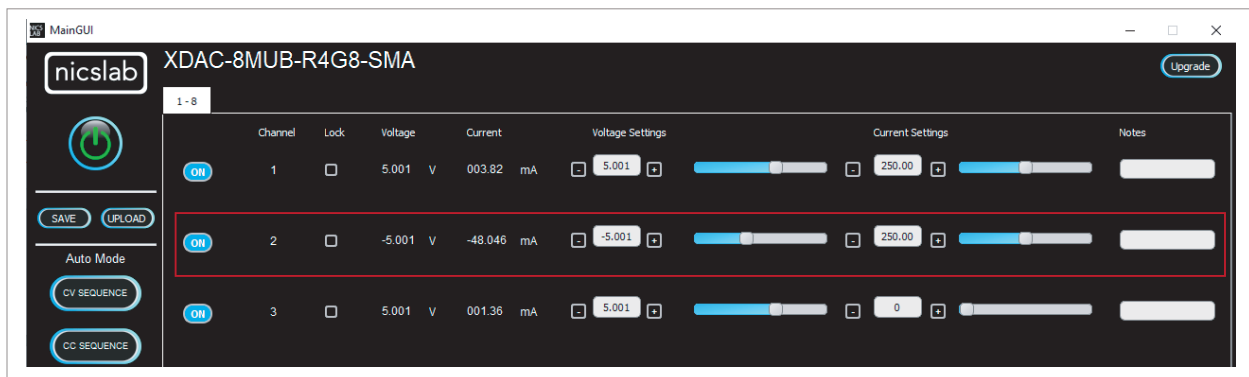 NICS LAB MainGUI
nicslab
XDAC-8MUB-R4G8-SMA
Upgrade
1 - 8
Channel Lock Voltage Current Voltage Settings Current Settings Notes
ON 1 5.001 V 003.82 mA - 5.001 + - 250.00 +
SAVE UPLOAD
ON 2 -5.001 V -48.046 mA - -5.001 + - 250.00 +
Auto Mode
CV SEQUENCE
ON 3 5.001 V 001.36 mA - 5.001 + - 0 +
CC SEQUENCE